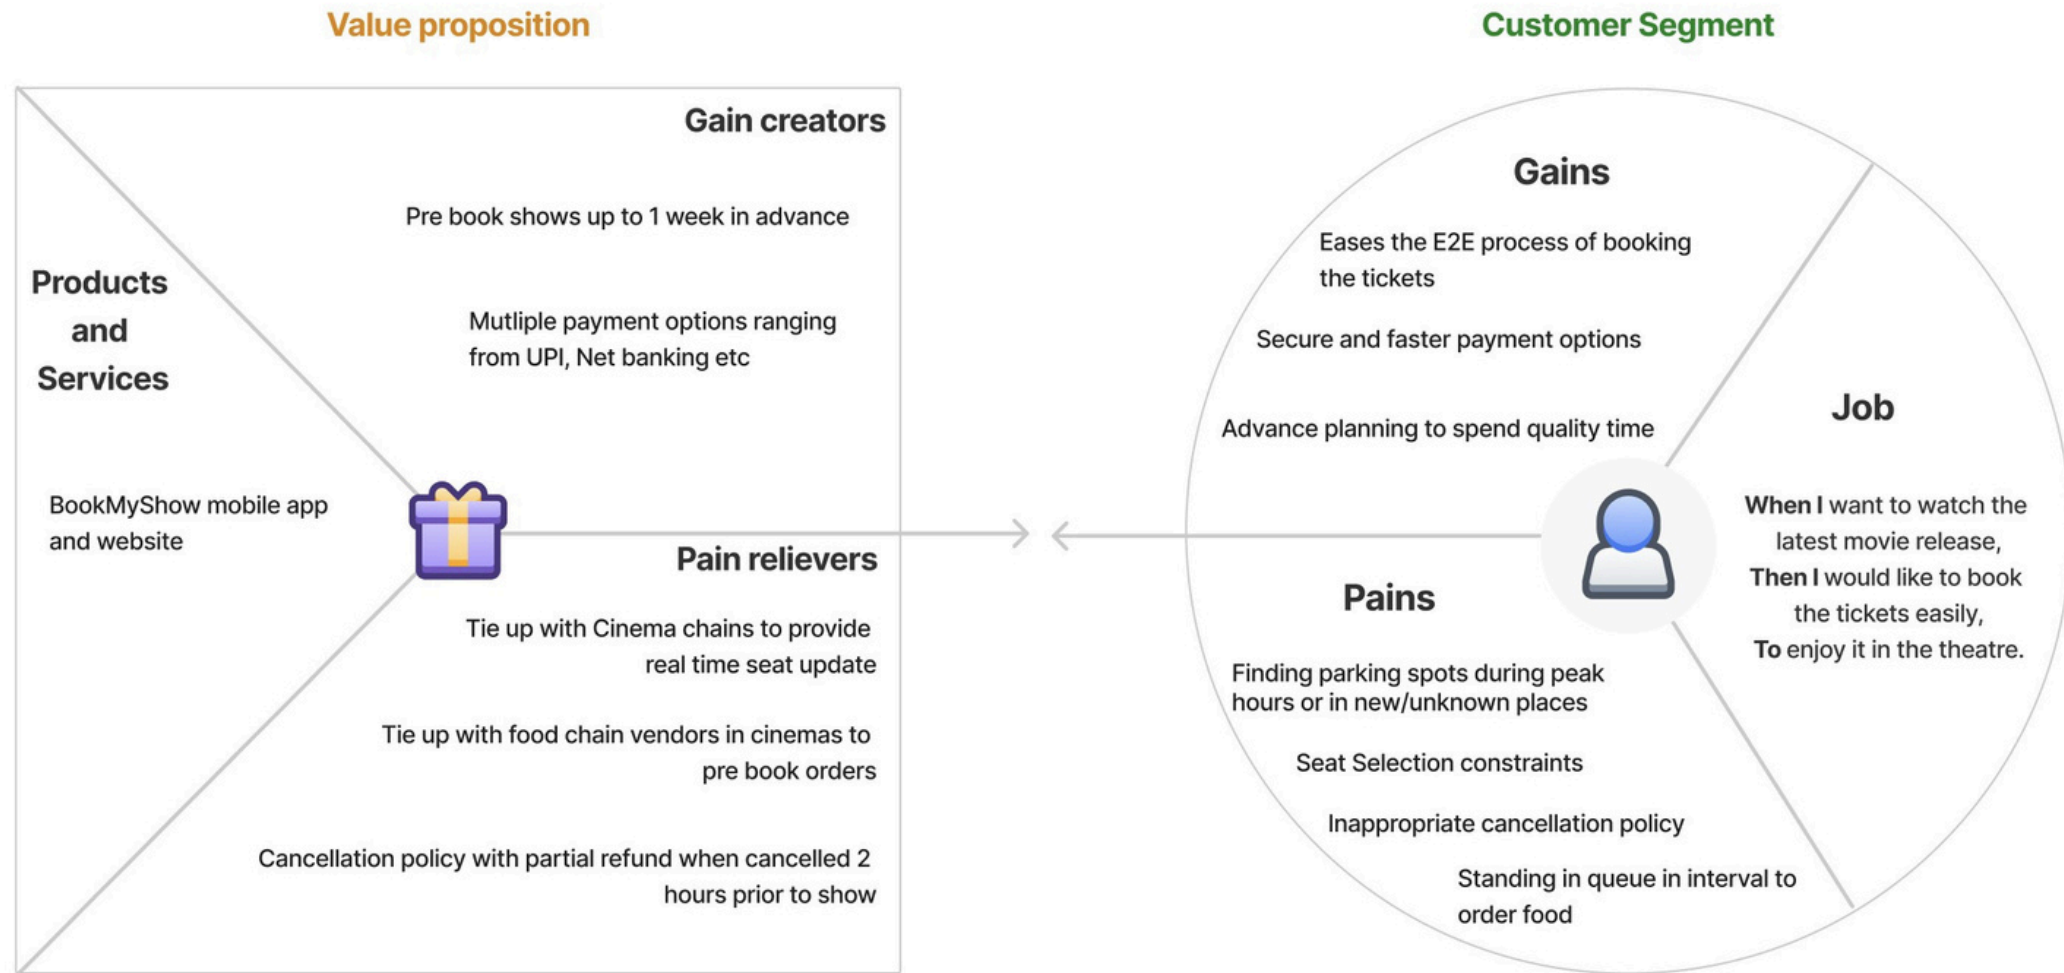 Value proposition
Customer Segment
Gain creators
Pre book shows up to 1 week in advance
Mutliple payment options ranging
from UPI, Net banking etc
Products
and
Services
BookMyShow mobile app
and website
Pain relievers
Tie up with Cinema chains to provide
real time seat update
Tie up with food chain vendors in cinemas to
pre book orders
Cancellation policy with partial refund when cancelled 2
hours prior to show
Gains
Eases the E2E process of booking
the tickets
Secure and faster payment options
Advance planning to spend quality time
Job
When I want to watch the
latest movie release,
Then I would like to book
the tickets easily,
To enjoy it in the theatre.
Pains
Finding parking spots during peak
hours or in new/unknown places
Seat Selection constraints
Inappropriate cancellation policy
Standing in queue in interval to
order food